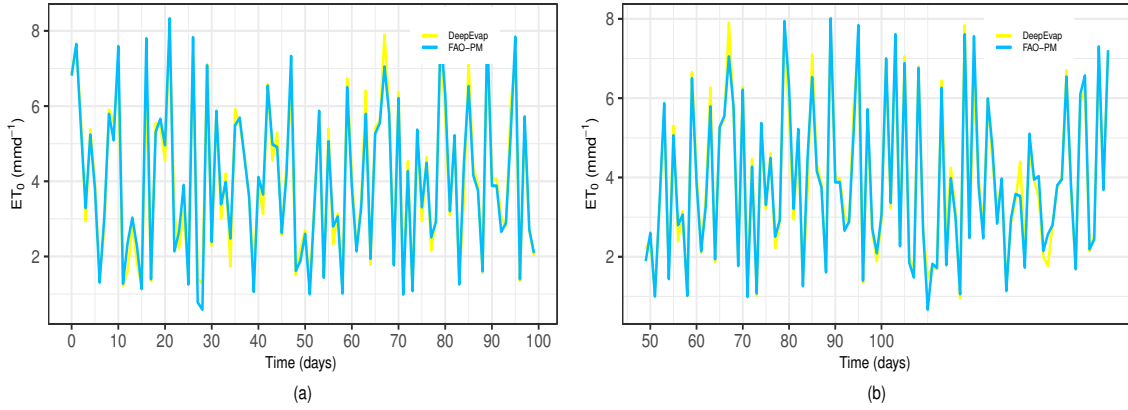 8
6
4
2
ET0 (mmd−1)
DeepEvap
FAO−PM
0 10 20 30 40 50 60 70 80 90 100
Time (days)
(a)
8
6
4
2
ET0 (mmd−1)
DeepEvap
FAO−PM
50 60 70 80 90 100
Time (days)
(b)